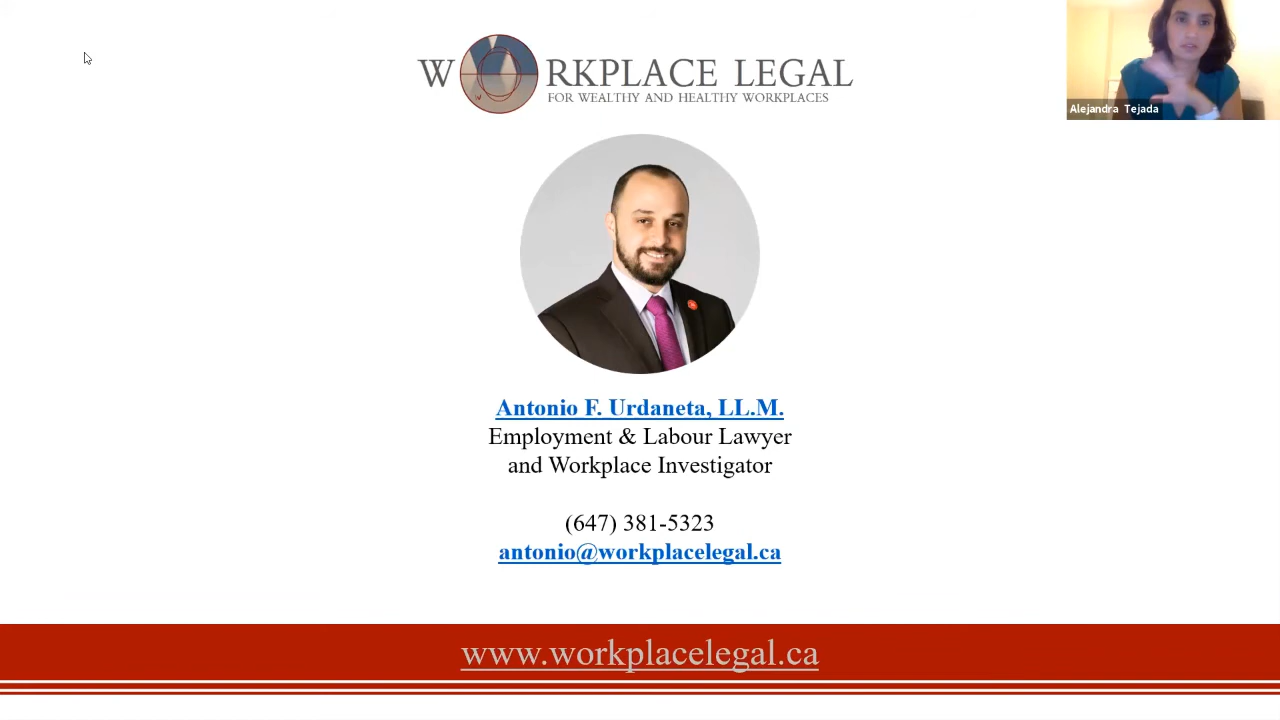 W RKPLACE LEGAL
FOR WEALTHY AND HEALTHY WORKPLACES
Alejandra Tejada
Antonio F. Urdaneta, LL.M.
Employment & Labour Lawyer
and Workplace Investigator
(647) 381-5323
antonio@workplacelegal.ca
www.workplacelegal.ca